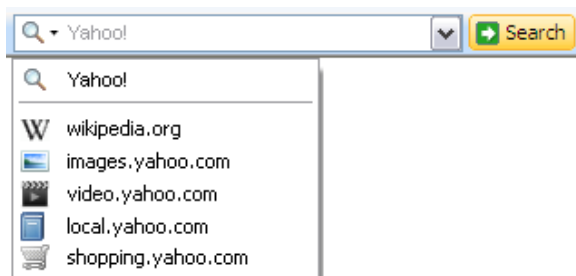 Yahoo!
Search
Yahoo!
W wikipedia.org
images.yahoo.com
video.yahoo.com
local.yahoo.com
shopping.yahoo.com